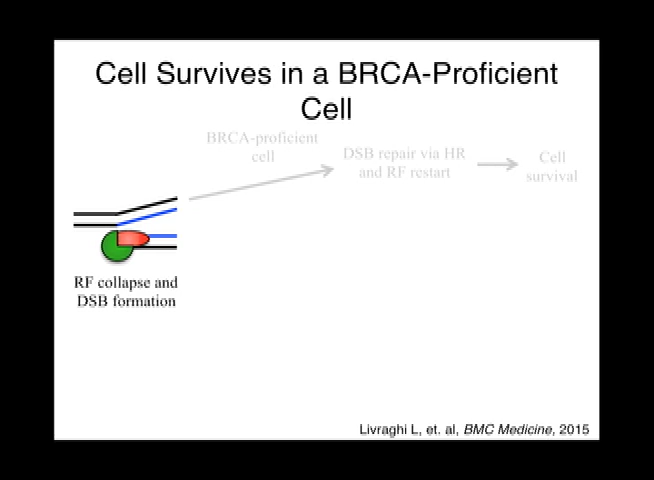 Cell Survives in a BRCA-Proficient
Cell
BRCA-proficient
cell
DSB repair via HR
and RF restart
Cell
survival
RF collapse and
DSB formation
Livraghi L, et. al, BMC Medicine, 2015